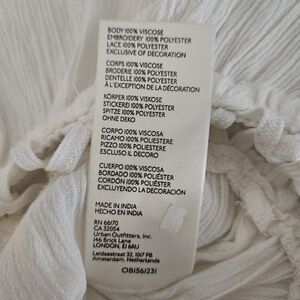 BODY 100% VISCOSE
EMBROIDERY 100% POLYESTER
LACE 100% POLYESTER
EXCLUSIVE OF DECORATION
CORPS 100% VISCOSE
BRODERIE 100% POLYESTER
DENTELLE 100% POLYESTER
À L'EXCEPTION DE LA DÉCORATION
KÖRPER 100% VISKOSE
STICKEREI 100% POLYESTER
SPITZE 100% POLYESTER
OHNE DEKO
CORPO 100% VISCOSA
RICAMO 100% POLIESTERE
PIZZO 100% POLIESTERE
ESCLUSO IL DECORO
CUERPO 100% VISCOSA
BORDADO 100% POLIÉSTER
CORDÓN 100% POLIÉSTER
EXCLUYENDO LA DECORACIÓN
MADE IN INDIA
HECHO EN INDIA
RN 66170
CA 32054
Urban Outfitters, Inc.
146 Brick Lane
LONDON, E1 6RU
Leidsestraat 32, 1017 PB
Amsterdam, Netherlands
OB1561231